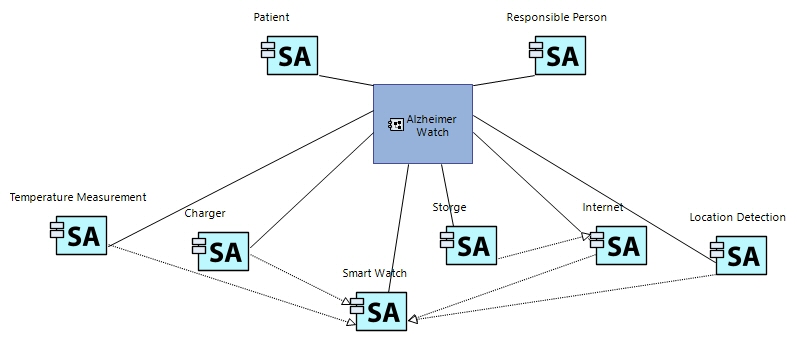 Patient
Responsible Person
SA
SA
Alzheimer
Watch
Temperature Measurement
Charger
Storge
Internet
Location Detection
SA
SA
SA
SA
SA
Smart Watch
SA